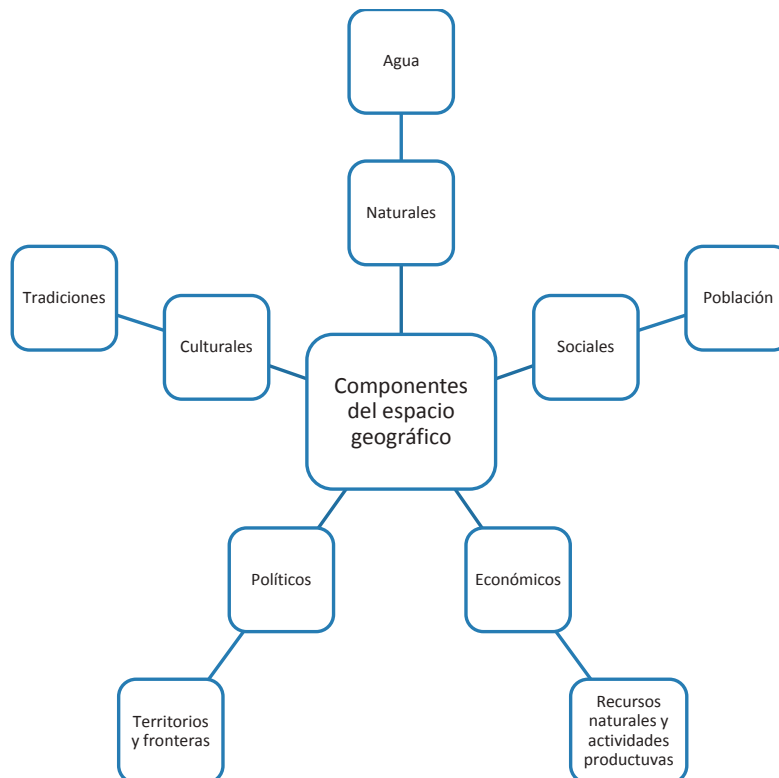 Agua
Naturales
Tradiciones
Culturales
Sociales
Población
Componentes
del espacio
geográfico
Políticos
Económicos
Territorios
y fronteras
Recursos
naturales y
actividades
productuvas